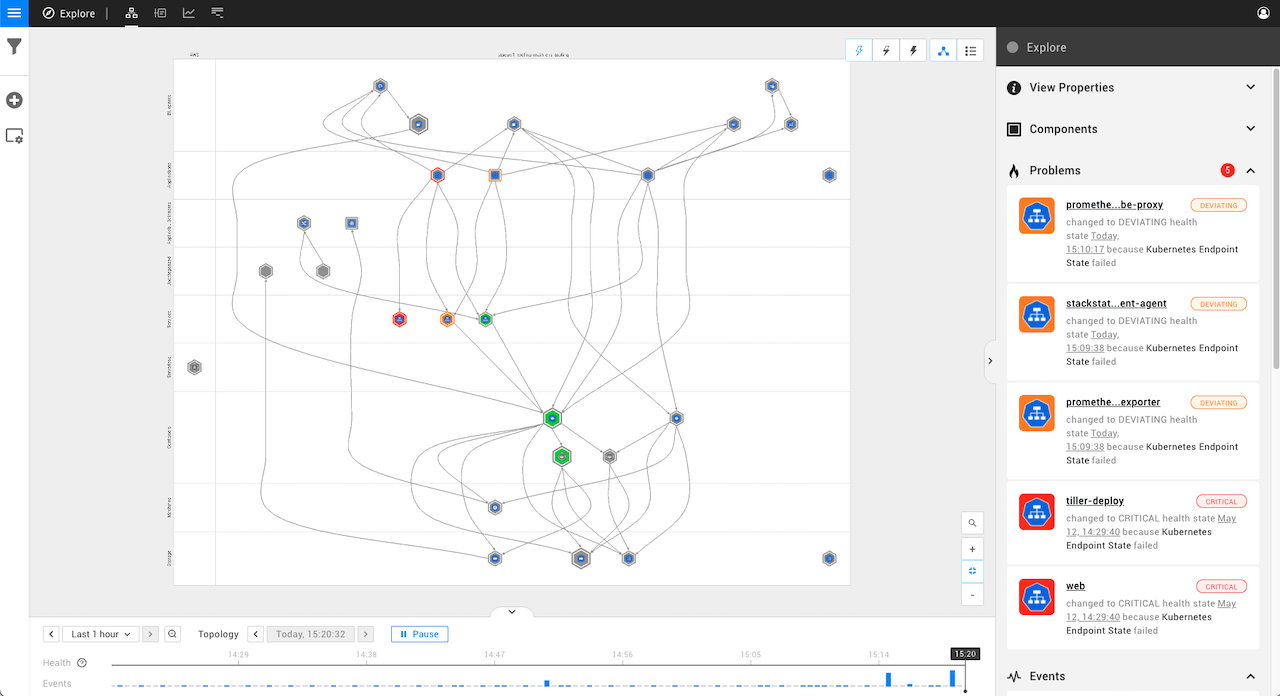 Explore
Explore
View Properties
Components
Problems
5
promethe...be-proxy
DEVIATING
changed to DEVIATING health
state Today,
15:10:17 because Kubernetes Endpoint
State failed
stackstat...ent-agent
DEVIATING
changed to DEVIATING health
state Today,
15:09:38 because Kubernetes Endpoint
State failed
promethe...exporter
DEVIATING
changed to DEVIATING health
state Today,
15:09:38 because Kubernetes Endpoint
State failed
tiller-deploy
CRITICAL
changed to CRITICAL health state May
12, 14:29:40 because Kubernetes
Endpoint State failed
web
CRITICAL
changed to CRITICAL health state May
12, 14:29:40 because Kubernetes
Endpoint State failed
Events
Services
Containers
Storage
+
-
Last 1 hour
Topology
Today, 15:20:32
Pause
14:29
14:38
14:47
14:56
15:05
15:14
15:20
Health ?
Events